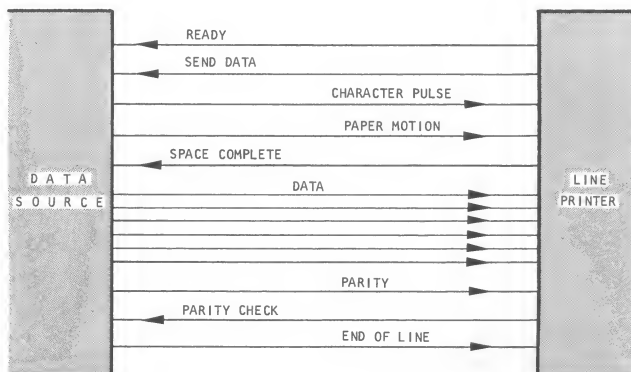 READY
SEND DATA
CHARACTER PULSE
PAPER MOTION
SPACE COMPLETE
DATA
SOURCE
DATA
LINE
PRINTER
PARITY
PARITY CHECK
END OF LINE